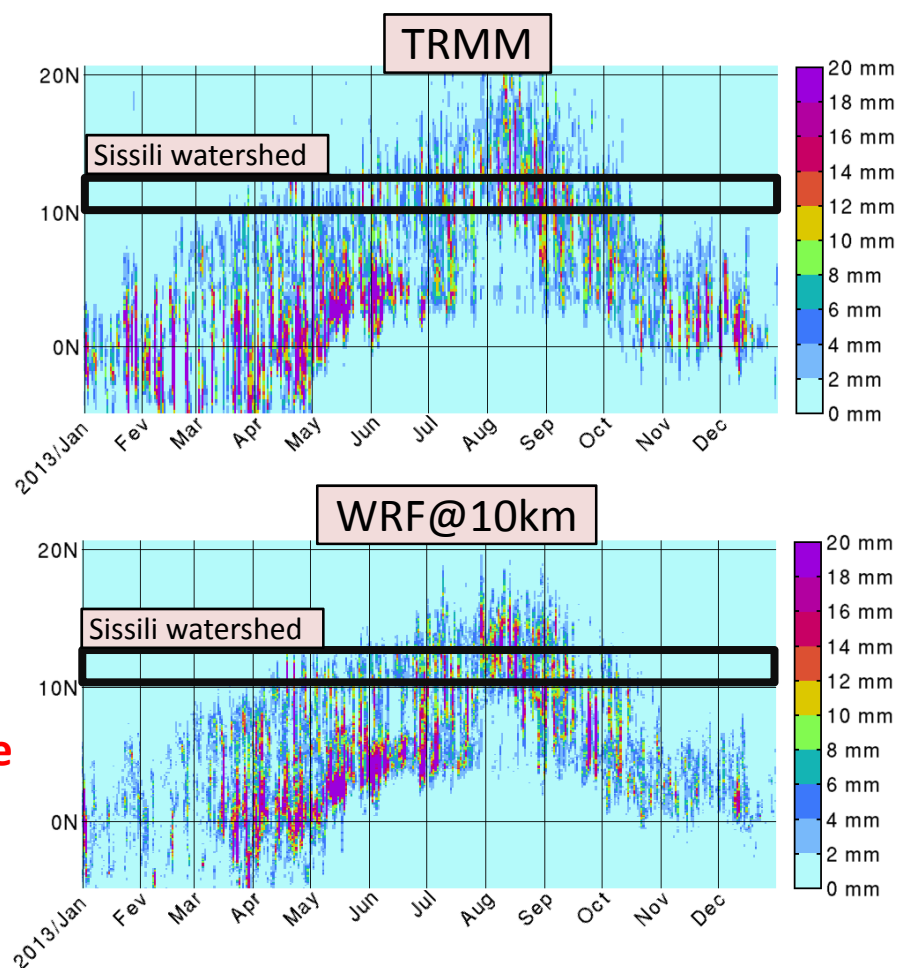 TRMM
20N
Sissili watershed
10N
0N
2013/Jan Fev Mar Apr May Jun Jul Aug Sep Oct Nov Dec
20 mm
18 mm
16 mm
14 mm
12 mm
10 mm
8 mm
6 mm
4 mm
2 mm
0 mm
WRF@10km
20N
Sissili watershed
10N
e
0N
2013/Jan Fev Mar Apr May Jun Jul Aug Sep Oct Nov Dec
20 mm
18 mm
16 mm
14 mm
12 mm
10 mm
8 mm
6 mm
4 mm
2 mm
0 mm